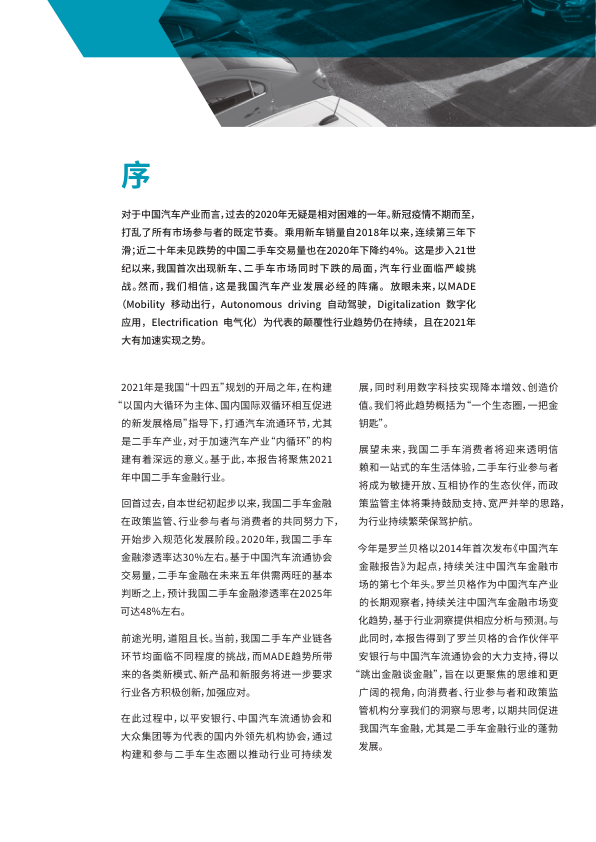 序
对于中国汽车产业而言，过去的2020年无疑是相对困难的一年。新冠疫情不期而至，
打乱了所有市场参与者的既定节奏。乘用新车销量自2018年以来，连续第三年下
滑；近二十年未见跌势的中国二手车交易量也在2020年下降约4%。这是步入21世
纪以来，我国首次出现新车、二手车市场同时下跌的局面，汽车行业面临严峻挑
战。然而，我们相信，这是我国汽车产业发展必经的阵痛。放眼未来，以MADE
（Mobility 移动出行，Autonomous driving 自动驾驶，Digitalization 数字化
应用，Electrification 电气化）为代表的颠覆性行业趋势仍在持续，且在2021年
大有加速实现之势。
2021年是我国“十四五”规划的开局之年，在构建
“以国内大循环为主体、国内国际双循环相互促进
的新发展格局”指导下，打通汽车流通环节，尤其
是二手车产业，对于加速汽车产业“内循环”的构
建有着深远的意义。基于此，本报告将聚焦2021
年中国二手车金融行业。
回首过去，自本世纪初起步以来，我国二手车金融
在政策监管、行业参与者与消费者的共同努力下，
开始步入规范化发展阶段。2020年，我国二手车
金融渗透率达30%左右。基于中国汽车流通协会
交易量，二手车金融在未来五年供需两旺的基本
判断之上，预计我国二手车金融渗透率在2025年
可达48%左右。
前途光明，道阻且长。当前，我国二手车产业链各
环节均面临不同程度的挑战，而MADE趋势所带
来的各类新模式、新产品和新服务将进一步要求
行业各方积极创新，加强应对。
在此过程中，以平安银行、中国汽车流通协会和
大众集团等为代表的国内外领先机构协会，通过
构建和参与二手车生态圈以推动行业可持续发
展，同时利用数字科技实现降本增效、创造价
值。我们将此趋势概括为“一个生态圈，一把金
钥匙”。
展望未来，我国二手车消费者将迎来透明信
赖和一站式的车生活体验，二手车行业参与者
将成为敏捷开放、互相协作的生态伙伴，而政
策监管主体将秉持鼓励支持、宽严并举的思路，
为行业持续繁荣保驾护航。
今年是罗兰贝格以2014年首次发布《中国汽车
金融报告》为起点，持续关注中国汽车金融市
场的第七个年头。罗兰贝格作为中国汽车产业
的长期观察者，持续关注中国汽车金融市场变
化趋势，基于行业洞察提供相应分析与预测。与
此同时，本报告得到了罗兰贝格的合作伙伴平
安银行与中国汽车流通协会的大力支持，得以
“跳出金融谈金融”，旨在以更聚焦的思维和更
广阔的视角，向消费者、行业参与者和政策监
管机构分享我们的洞察与思考，以期共同促进
我国汽车金融，尤其是二手车金融行业的蓬勃
发展。